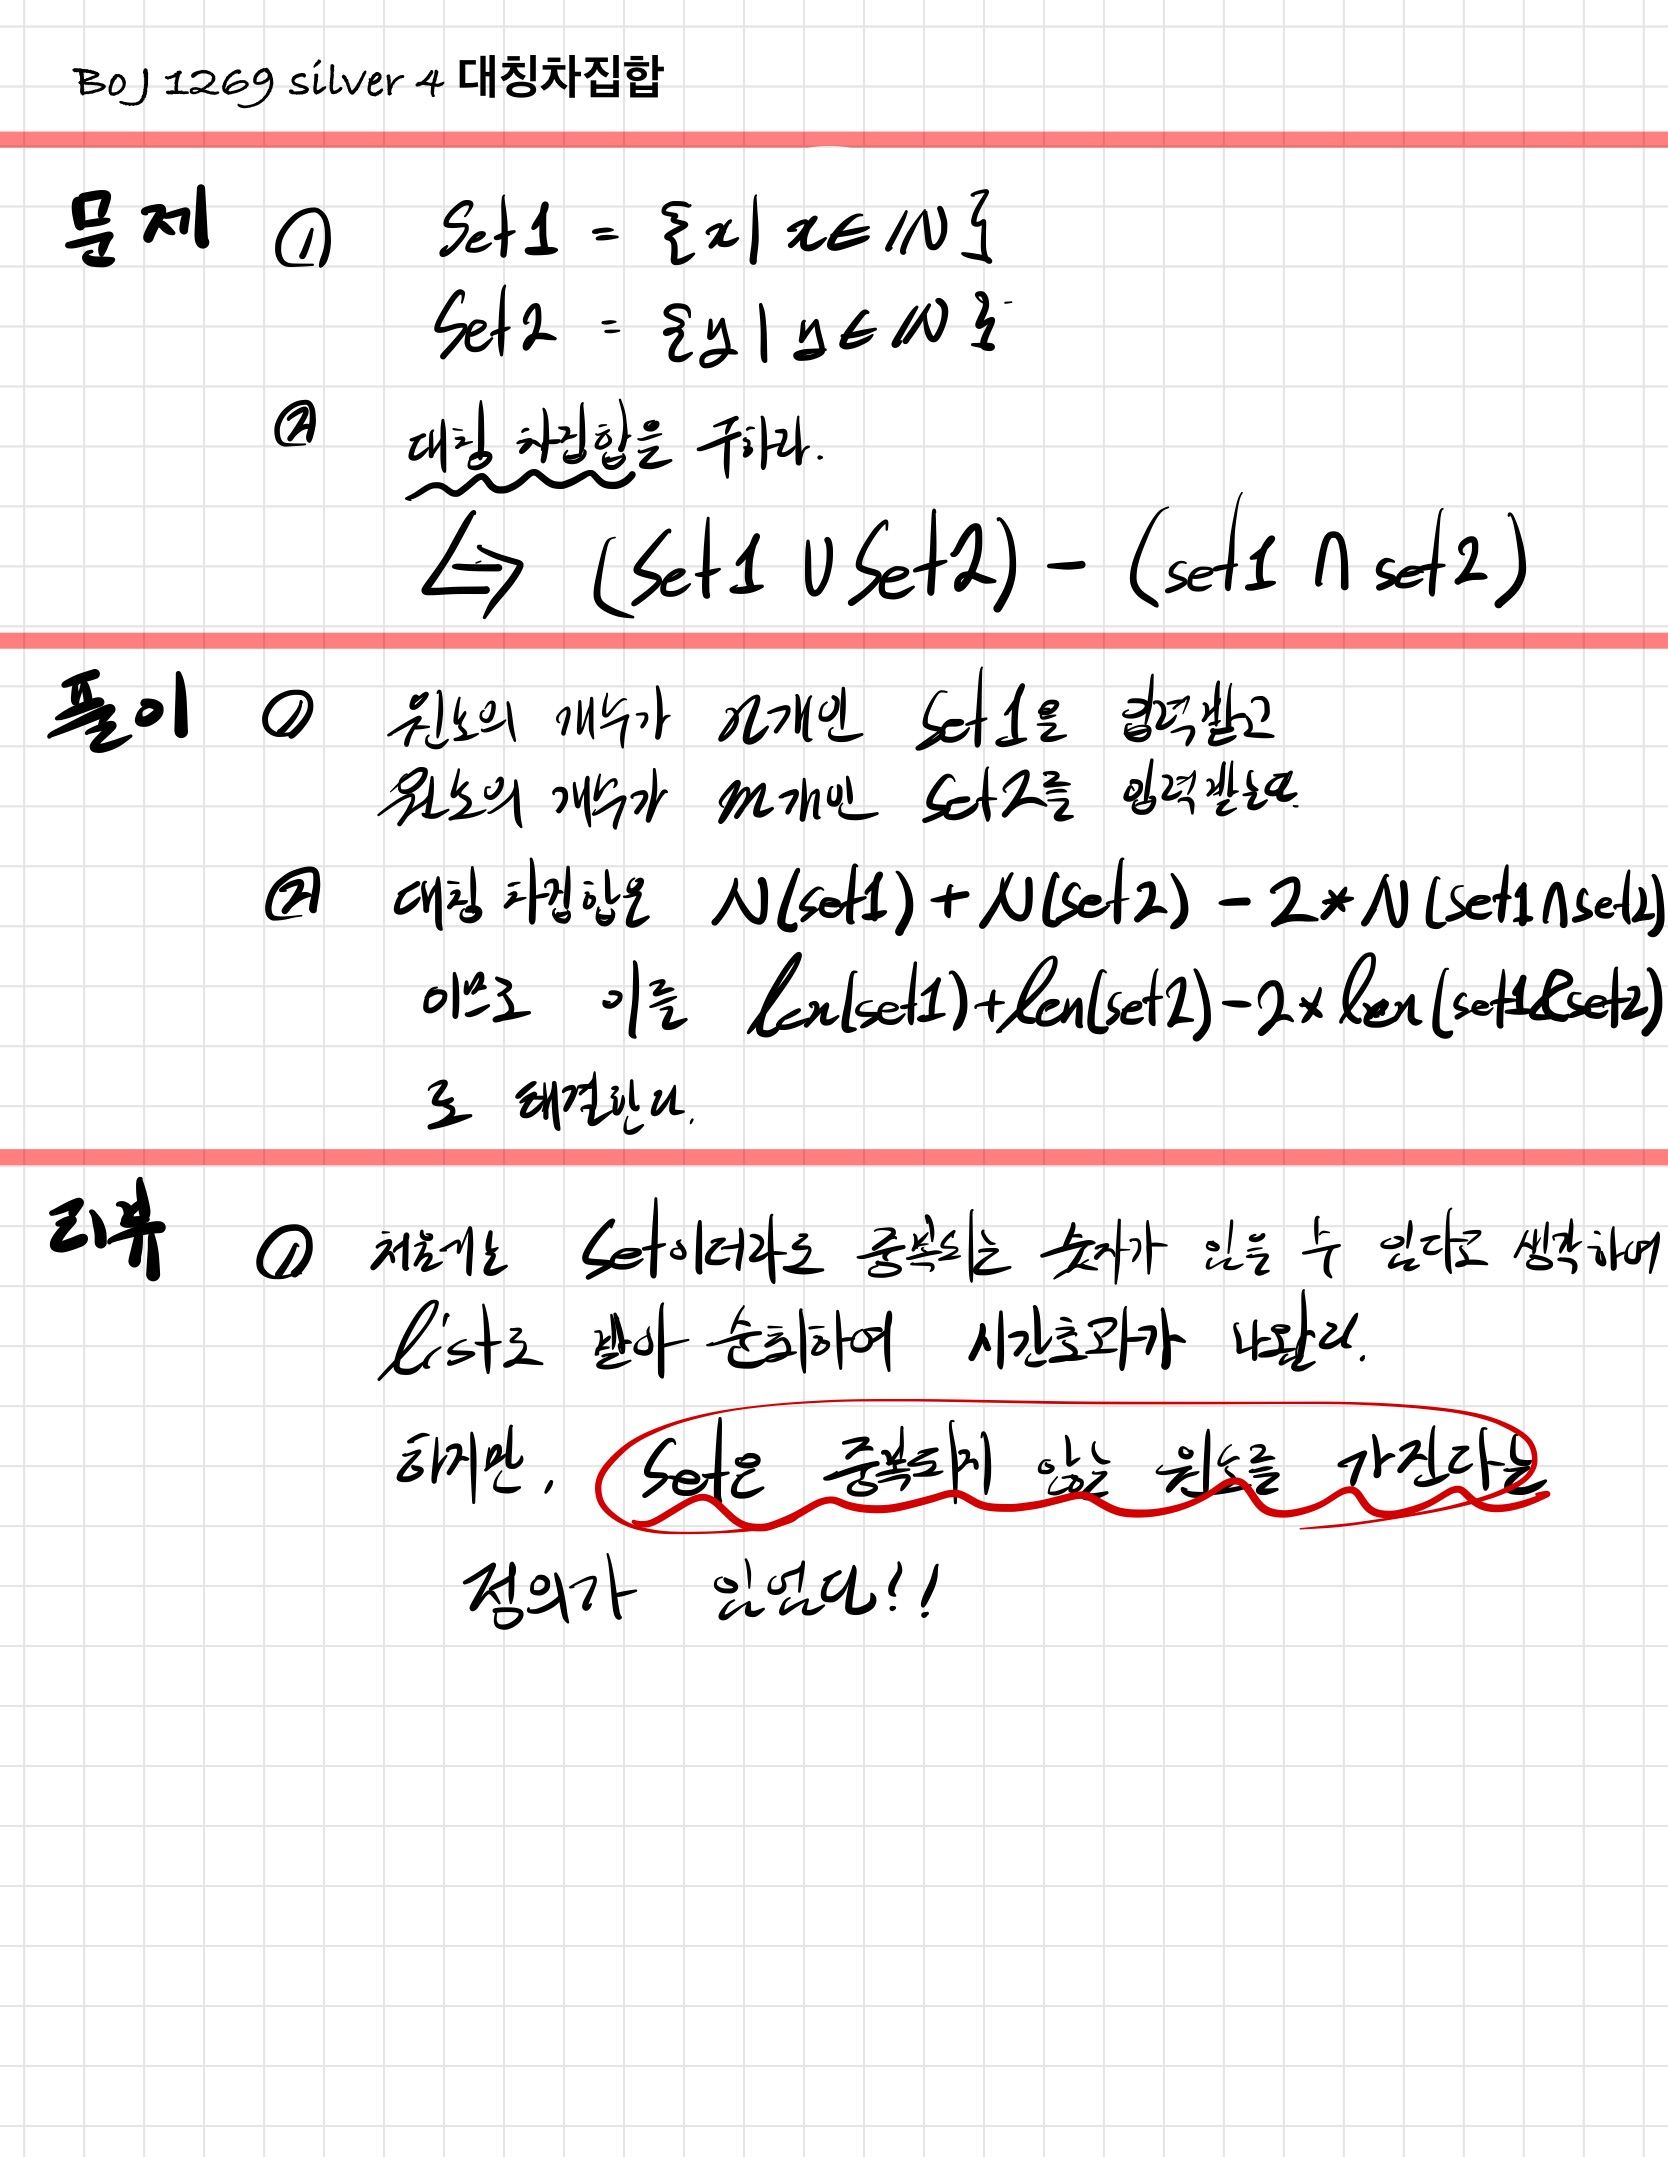 BOJ 1269 silver 4 대칭차집합
문제 ① Set1 = {x| x∈ℕ}
Set2 = {y| y∈ℕ}
② 대칭 차집합을 구하라.
⇔ (Set1 ∪ Set2) - (set1 ∩ set2)
풀이 ① 원소의 개수가 n개인 Set1을 입력받고
원소의 개수가 m개인 Set2를 입력받는다.
② 대칭 차집합은 N(set1) + N(set2) - 2*N(set1∩set2)
이므로 이를 len(set1)+len(set2)-2*len(set1&set2)
로 해결한다.
리뷰 ① 처음에는 Set이더라도 중복되는 숫자가 있을 수 있다고 생각하여
list로 받아 순회하여 시간초과가 나왔다.
하지만, Set은 중복되지 않는 원소를 가진다는
정의가 있었다!!